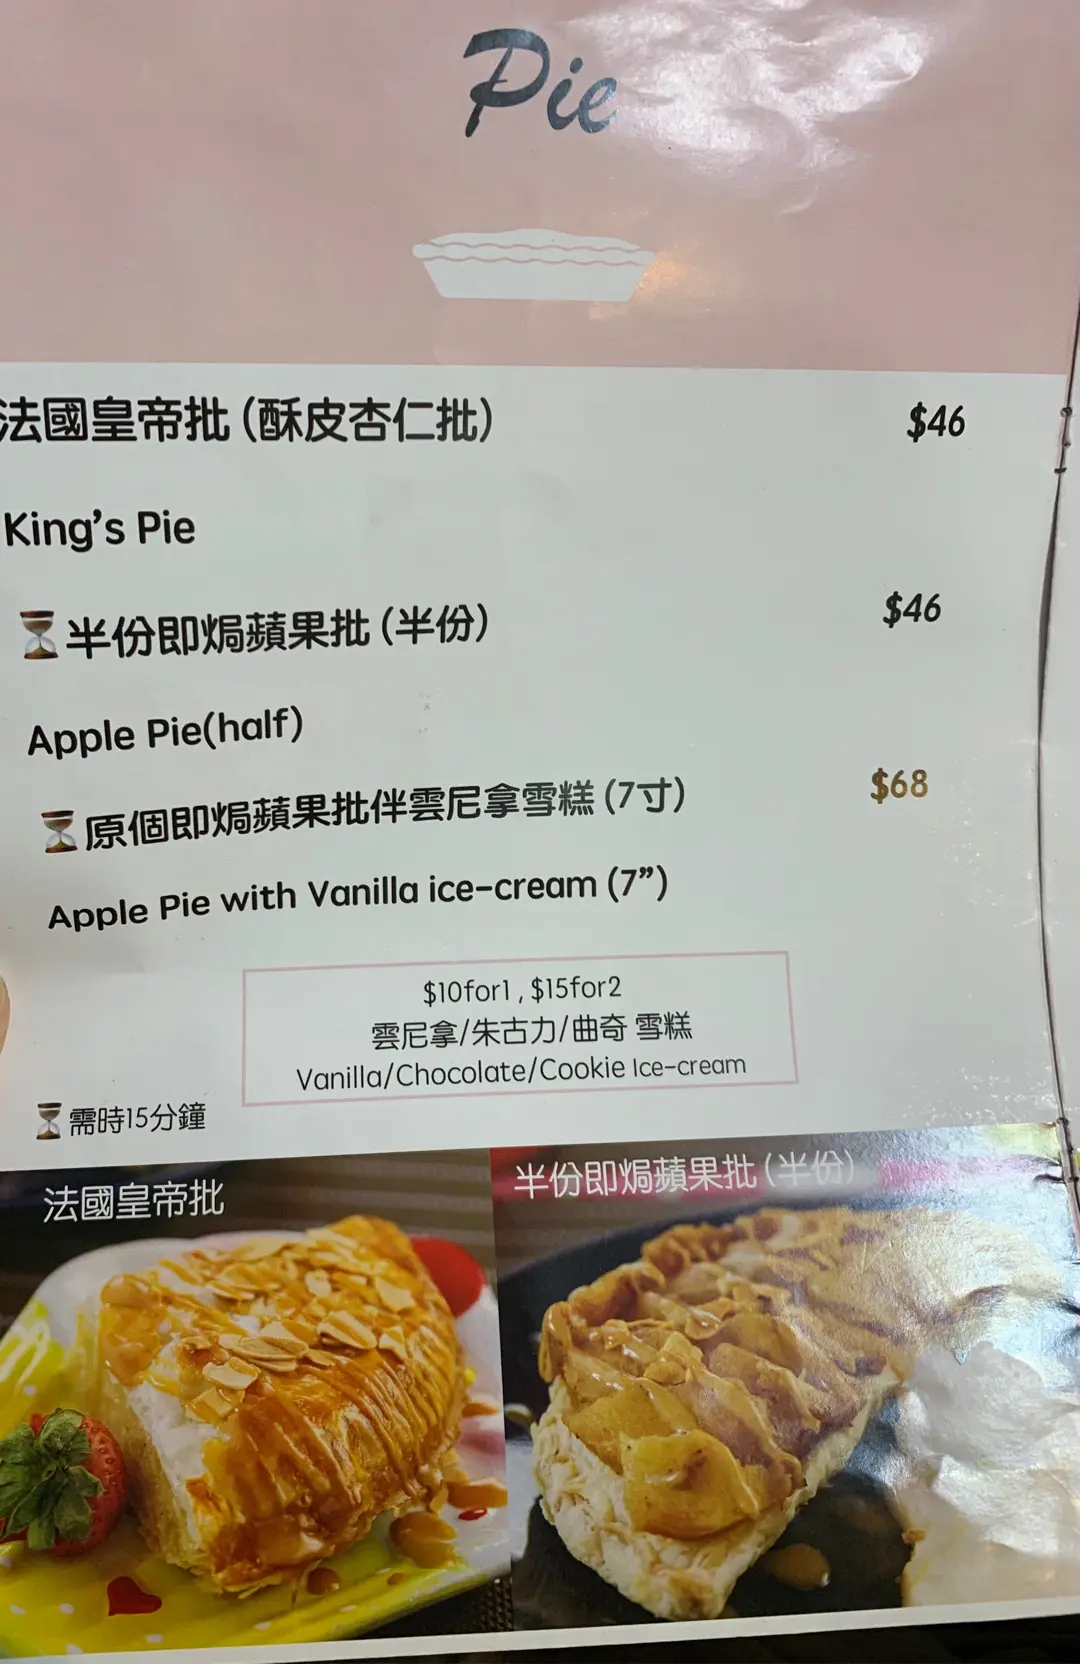 Pie
法國皇帝批(酥皮杏仁批) $46
King's Pie
半份即焗蘋果批(半份) $46
Apple Pie(half)
原個即焗蘋果批伴雲尼拿雪糕(7寸) $68
Apple Pie with Vanilla ice-cream (7")
$10for1, $15for2
雲尼拿/朱古力/曲奇 雪糕
Vanilla/Chocolate/Cookie Ice-cream
需時15分鐘
法國皇帝批
半份即焗蘋果批(半份)